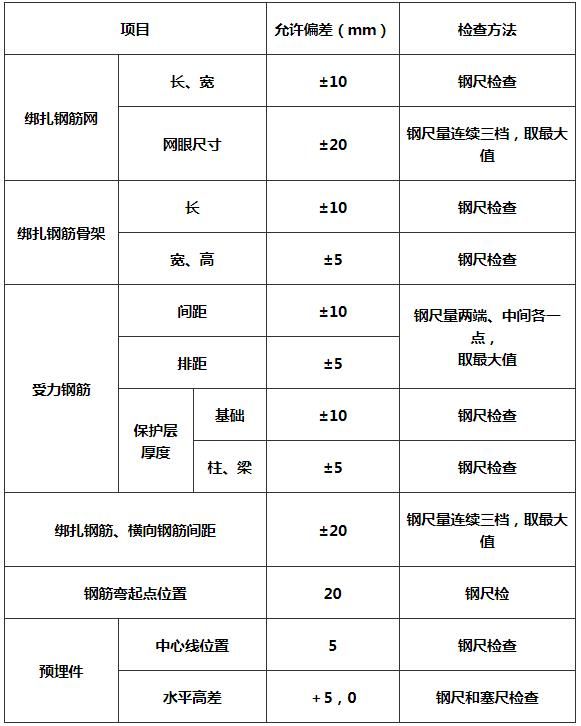 项目 允许偏差（mm） 检查方法
绑扎钢筋网 长、宽 ±10 钢尺检查
网眼尺寸 ±20 钢尺量连续三档，取最大
值
绑扎钢筋骨架 长 ±10 钢尺检查
宽、高 ±5 钢尺检查
受力钢筋 间距 ±10 钢尺量两端、中间各一
点，
取最大值
排距 ±5
保护层
厚度
基础 ±10 钢尺检查
柱、梁 ±5 钢尺检查
绑扎钢筋、横向钢筋间距 ±20 钢尺量连续三档，取最大
值
钢筋弯起点位置 20 钢尺检
预埋件 中心线位置 5 钢尺检查
水平高差 ＋5，0 钢尺和塞尺检查